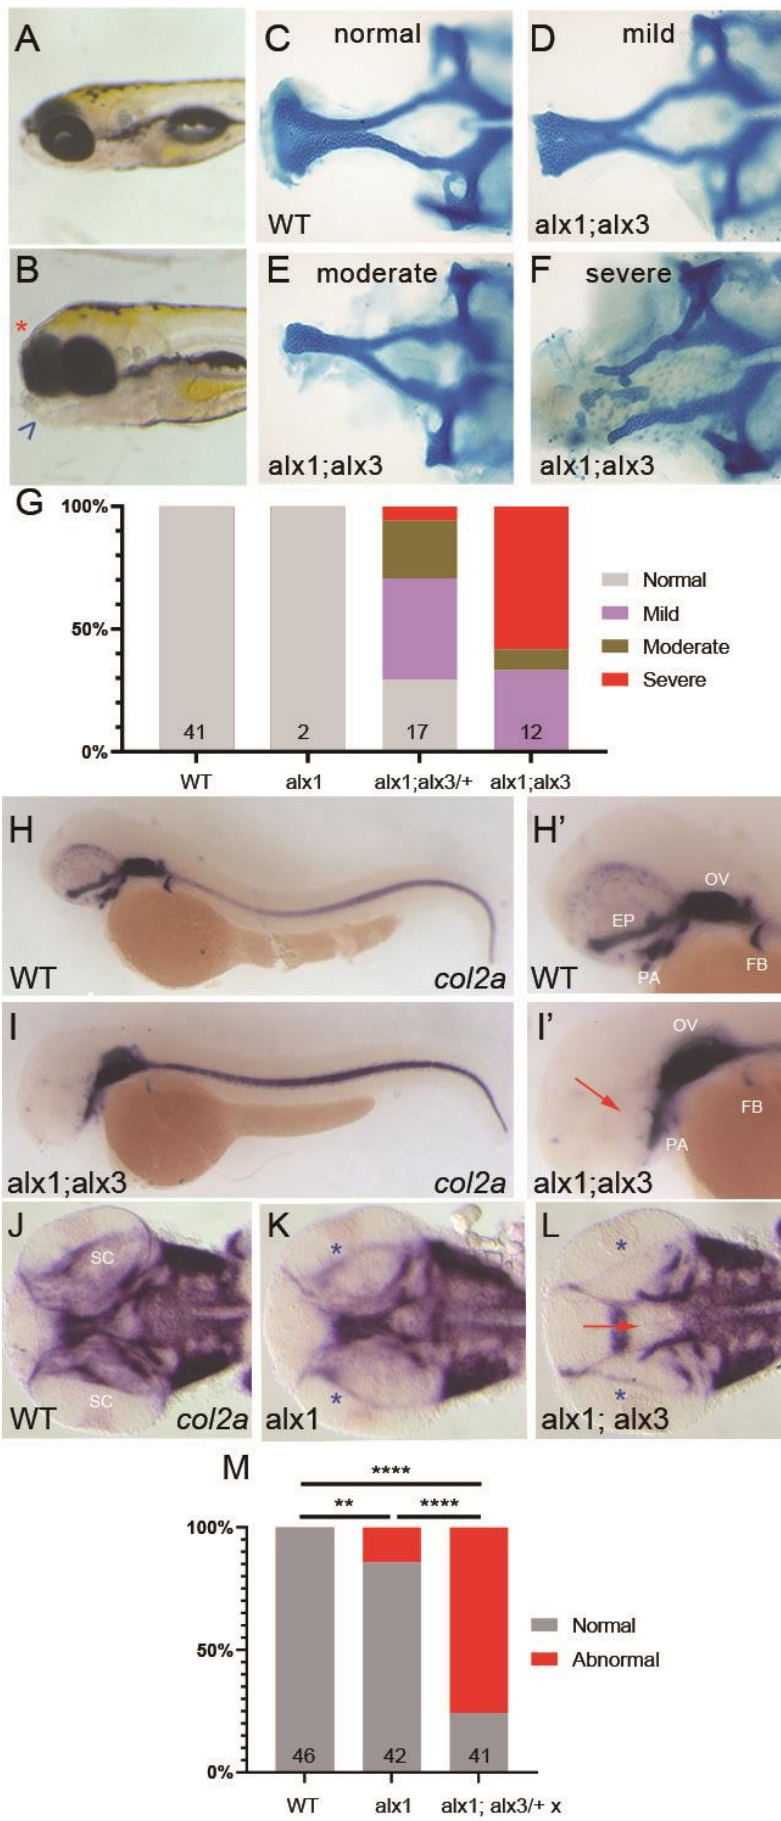 A
C normal
D mild
WT
alx1;alx3
B
*
E moderate
F severe
alx1;alx3
alx1;alx3
G
100%
50%
0%
41
2
17
12
WT
alx1
alx1;alx3/+
alx1;alx3
Normal
Mild
Moderate
Severe
H
WT
col2a
H'
OV
EP
PA
FB
WT
I
alx1;alx3
col2a
I'
OV
FB
PA
alx1;alx3
J
SC
SC
WT
col2a
K
*
*
alx1
L
*
*
alx1; alx3
M
****
** ****
100%
50%
0%
46
42
41
WT
alx1
alx1; alx3/+ x
Normal
Abnormal